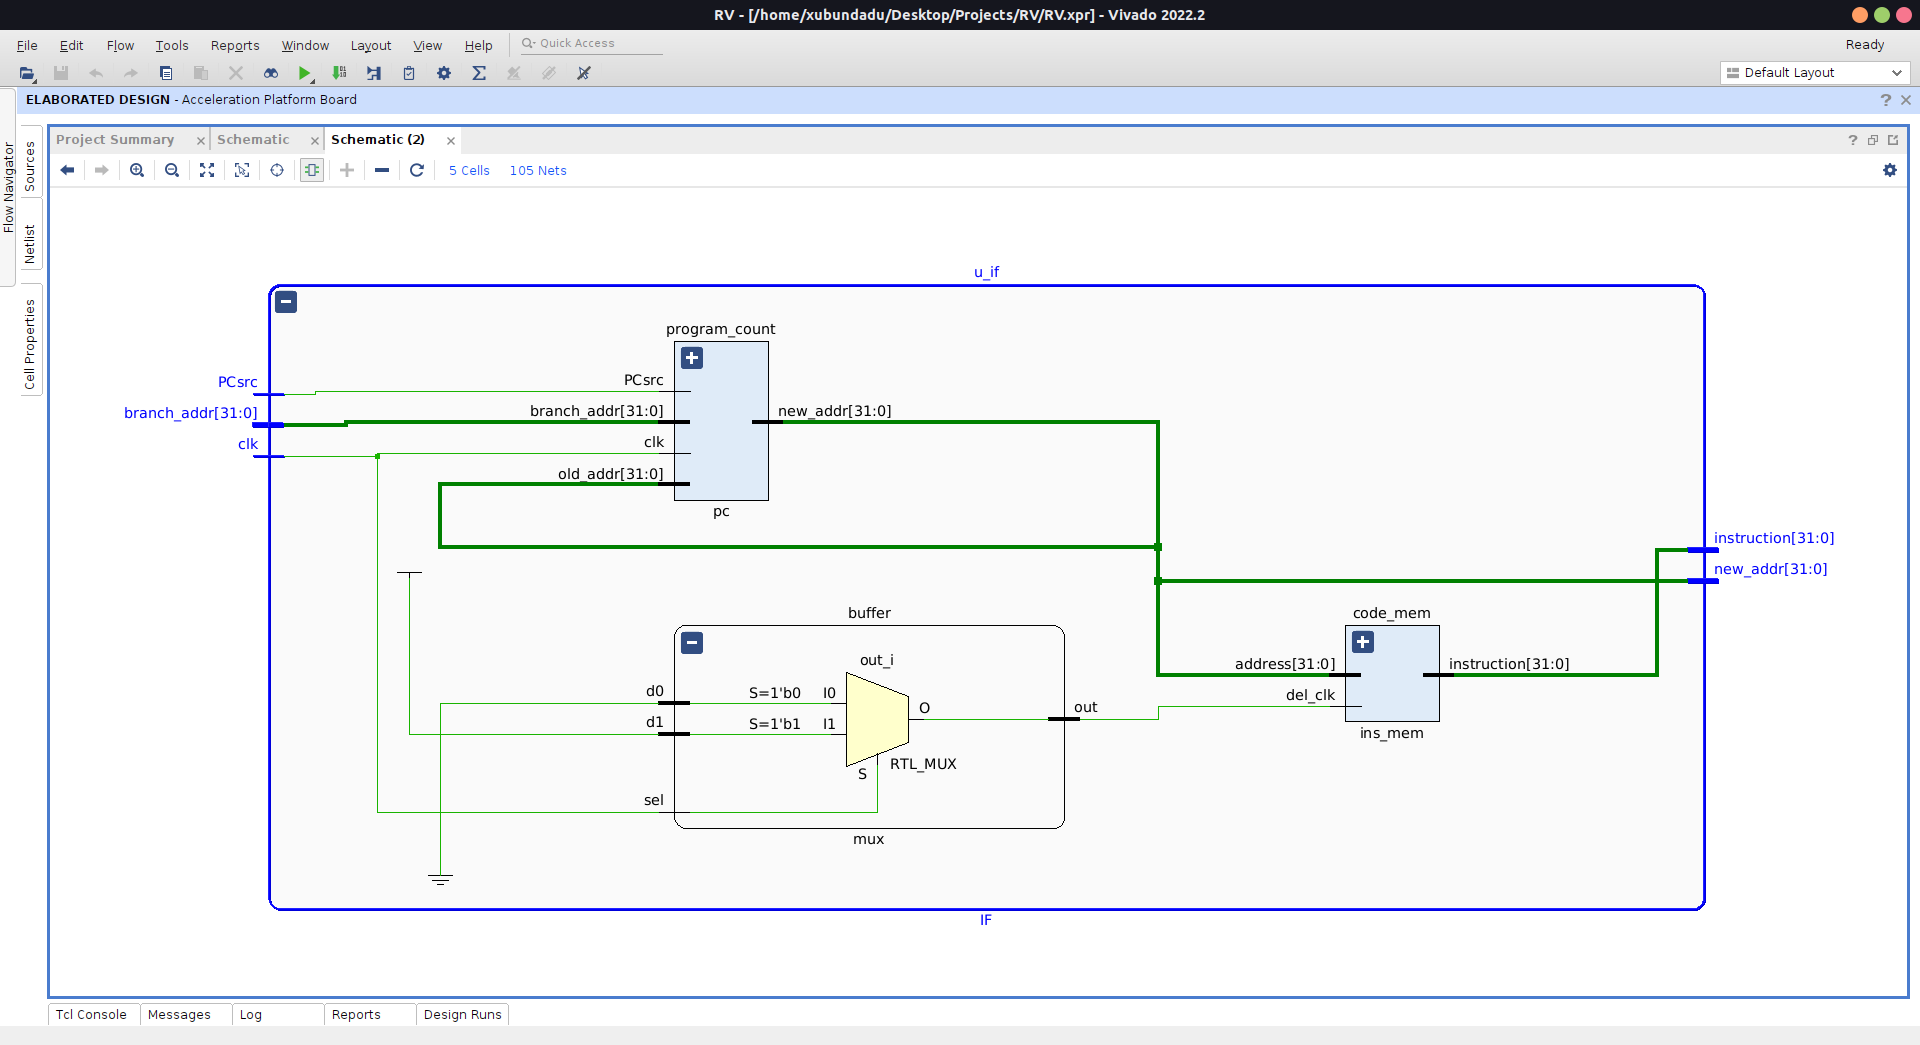 RV - [/home/xubundadu/Desktop/Projects/RV/RV.xpr] - Vivado 2022.2
File Edit Flow Tools Reports Window Layout View Help Quick Access Ready
Default Layout
ELABORATED DESIGN - Acceleration Platform Board
Flow Navigator
Sources
Netlist
Cell Properties
Project Summary Schematic Schematic (2)
5 Cells 105 Nets
u_if
program_count
PCsrc
PCsrc
branch_addr[31:0]
branch_addr[31:0]
new_addr[31:0]
clk
clk
old_addr[31:0]
pc
instruction[31:0]
new_addr[31:0]
buffer
code_mem
out_i
address[31:0]
instruction[31:0]
d0 S=1'b0 I0
del_clk
O
out
d1 S=1'b1 I1
ins_mem
RTL_MUX
S
sel
mux
IF
Tcl Console Messages Log Reports Design Runs